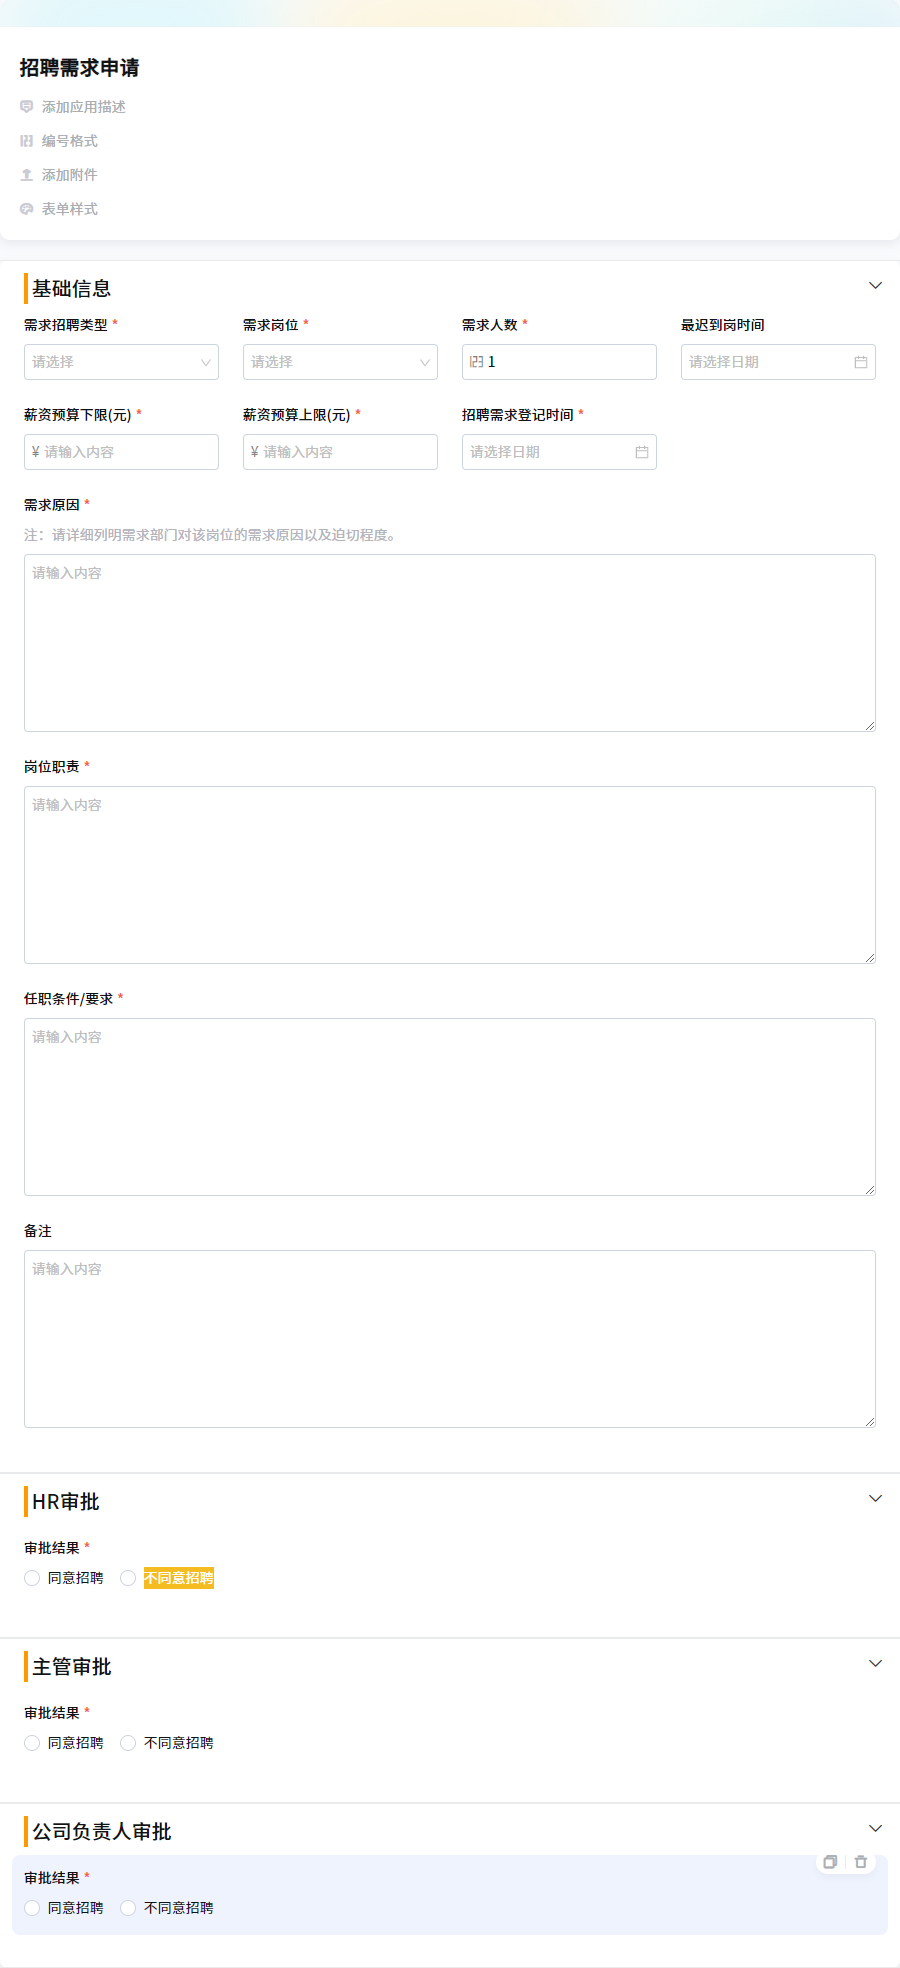 招聘需求申请
添加应用描述
编号格式
添加附件
表单样式
基础信息
需求招聘类型 * 需求岗位 * 需求人数 * 最迟到岗时间
请选择 请选择 123 1 请选择日期
薪资预算下限(元) * 薪资预算上限(元) * 招聘需求登记时间 *
¥ 请输入内容 ¥ 请输入内容 请选择日期
需求原因 *
注：请详细列明需求部门对该岗位的需求原因以及迫切程度。
请输入内容
岗位职责 *
请输入内容
任职条件/要求 *
请输入内容
备注
请输入内容
HR审批
审批结果 *
同意招聘 不同意招聘
主管审批
审批结果 *
同意招聘 不同意招聘
公司负责人审批
审批结果 *
同意招聘 不同意招聘